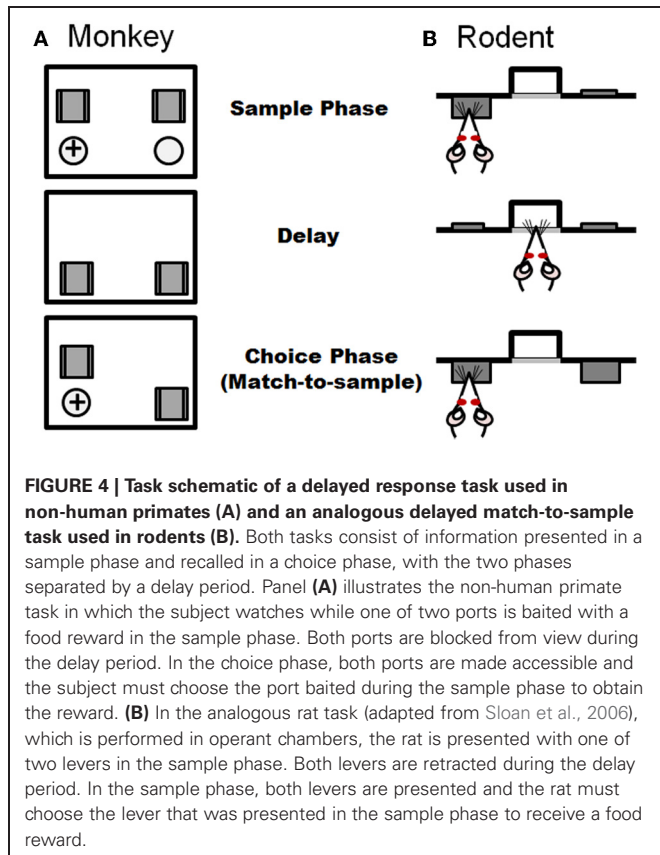 A Monkey
B Rodent
Sample Phase
Delay
Choice Phase
(Match-to-sample)
FIGURE 4 | Task schematic of a delayed response task used in
non-human primates (A) and an analogous delayed match-to-sample
task used in rodents (B). Both tasks consist of information presented in a
sample phase and recalled in a choice phase, with the two phases
separated by a delay period. Panel (A) illustrates the non-human primate
task in which the subject watches while one of two ports is baited with a
food reward in the sample phase. Both ports are blocked from view during
the delay period. In the choice phase, both ports are made accessible and
the subject must choose the port baited during the sample phase to obtain
the reward. (B) In the analogous rat task (adapted from Sloan et al., 2006),
which is performed in operant chambers, the rat is presented with one of
two levers in the sample phase. Both levers are retracted during the delay
period. In the sample phase, both levers are presented and the rat must
choose the lever that was presented in the sample phase to receive a food
reward.